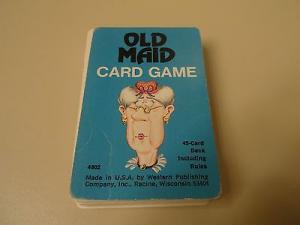 OLD
MAID
CARD GAME
45-Card
Deck
Including
Rules
4902
Made in U.S.A. by Western Publishing
Company, Inc., Racine, Wisconsin 53404